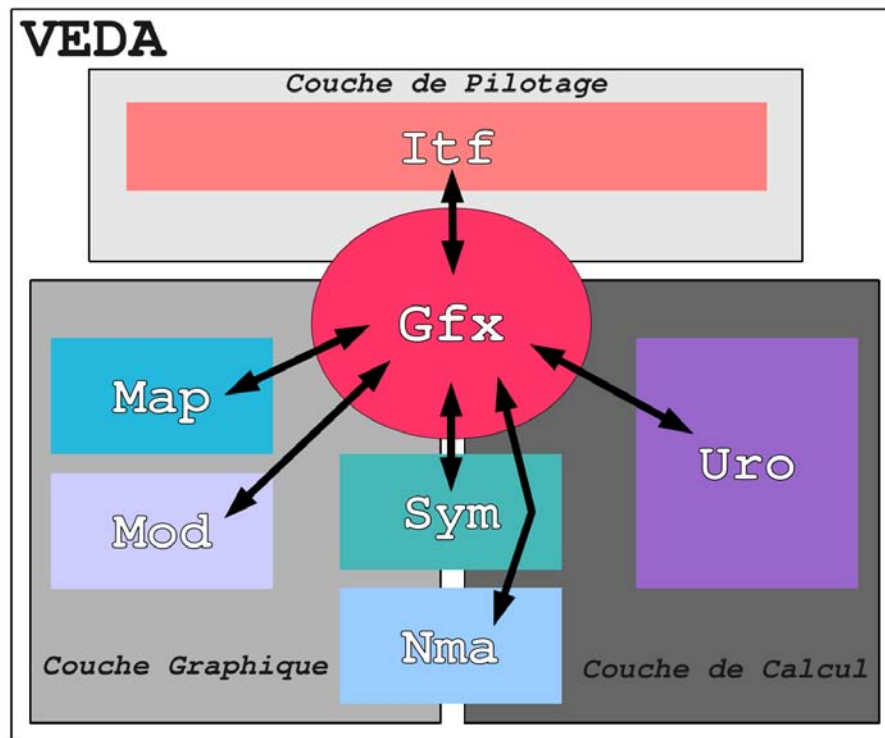 VEDA
Couche de Pilotage
Itf
Gfx
Map
Mod
Sym
Nma
Uro
Couche Graphique
Couche de Calcul